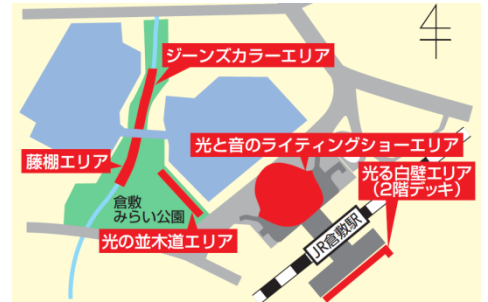 ジーンズカラーエリア
光と音のライティングショーエリア
藤棚エリア
光る白壁エリア
(2階デッキ)
倉敷
みらい公園
光の並木道エリア
JR倉敷駅